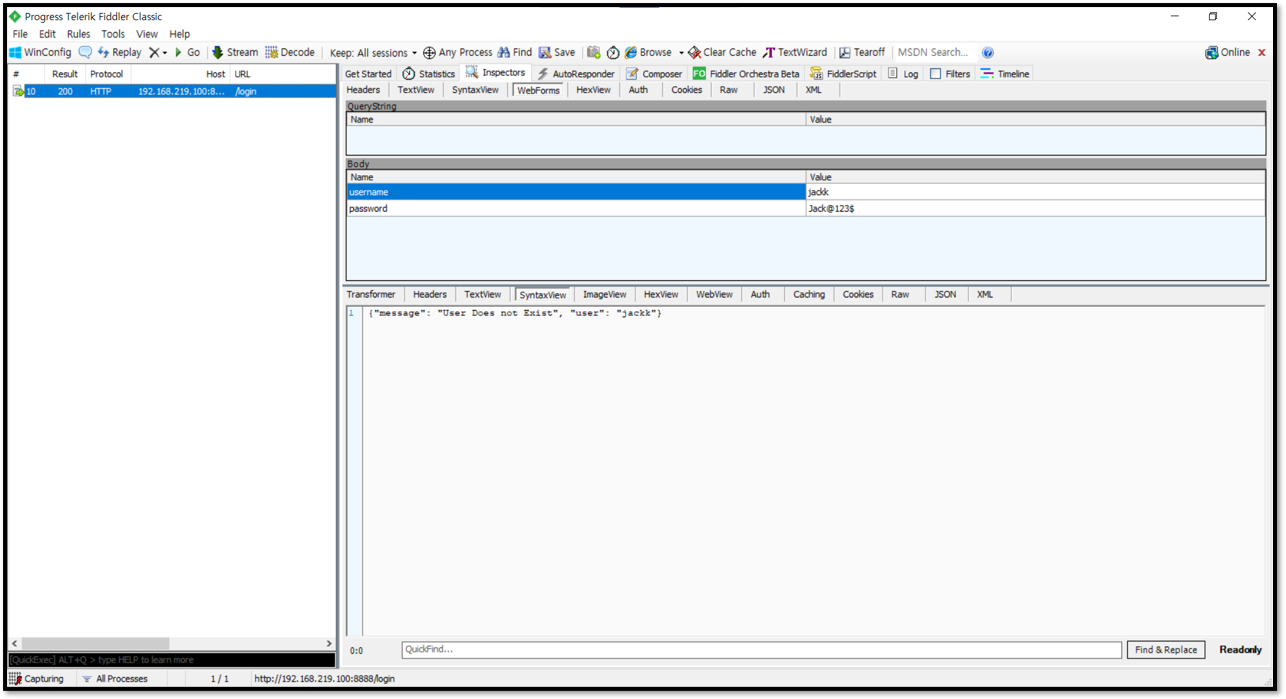 Progress Telerik Fiddler Classic
File Edit Rules Tools View Help
WinConfig Replay Go Stream Decode Keep: All sessions Any Process Find Save Browse Clear Cache TextWizard Tearoff MSDN Search... Online
# Result Protocol Host URL
10 200 HTTP 192.168.219.100:8... /login
Get Started Statistics Inspectors AutoResponder Composer FO Fiddler Orchestra Beta FiddlerScript Log Filters Timeline
Headers TextView SyntaxView WebForms HexView Auth Cookies Raw JSON XML
QueryString
Name Value
Body
Name Value
username jackk
password Jack@123$
Transformer Headers TextView SyntaxView ImageView HexView WebView Auth Caching Cookies Raw JSON XML
1 {"message": "User Does not Exist", "user": "jackk"}
0:0 QuickFind... Find & Replace Readonly
[QuickExec] ALT+Q > type HELP to learn more
Capturing All Processes 1 / 1 http://192.168.219.100:8888/login